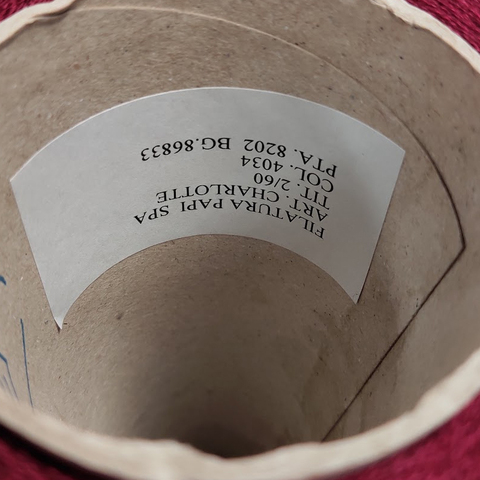 FILATURA PAPI SPA
ART. CHARLOTTE
TIT. 2/60
COL. 4034
PTA. 8202 BG.86833